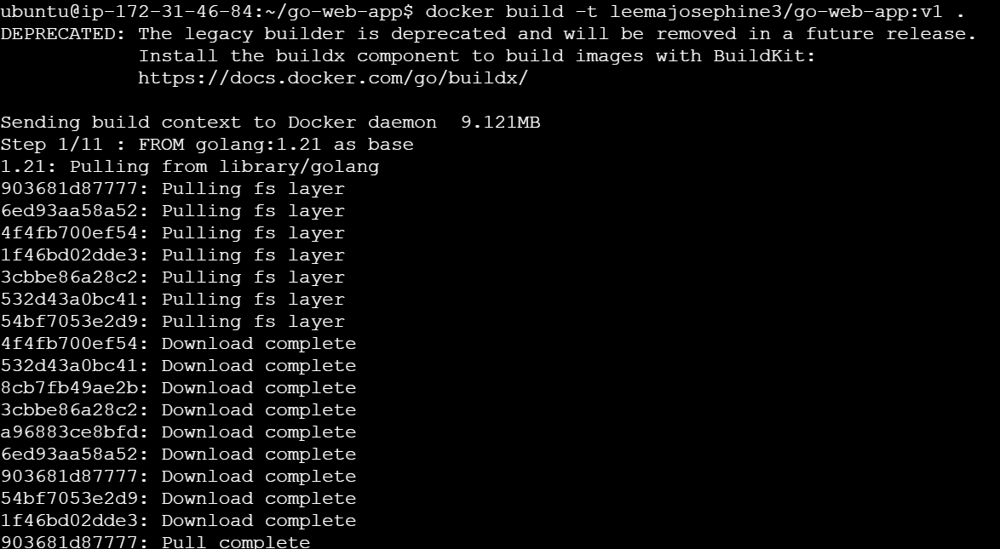 ubuntu@ip-172-31-46-84:~/go-web-app$ docker build -t leemajosephine3/go-web-app:v1 .
DEPRECATED: The legacy builder is deprecated and will be removed in a future release.
            Install the buildx component to build images with BuildKit:
            https://docs.docker.com/go/buildx/

Sending build context to Docker daemon  9.121MB
Step 1/11 : FROM golang:1.21 as base
1.21: Pulling from library/golang
903681d87777: Pulling fs layer
6ed93aa58a52: Pulling fs layer
4f4fb700ef54: Pulling fs layer
1f46bd02dde3: Pulling fs layer
3cbbe86a28c2: Pulling fs layer
532d43a0bc41: Pulling fs layer
54bf7053e2d9: Pulling fs layer
4f4fb700ef54: Download complete
532d43a0bc41: Download complete
8cb7fb49ae2b: Download complete
3cbbe86a28c2: Download complete
a96883ce8bfd: Download complete
6ed93aa58a52: Download complete
903681d87777: Download complete
54bf7053e2d9: Download complete
1f46bd02dde3: Download complete
903681d87777: Pull complete